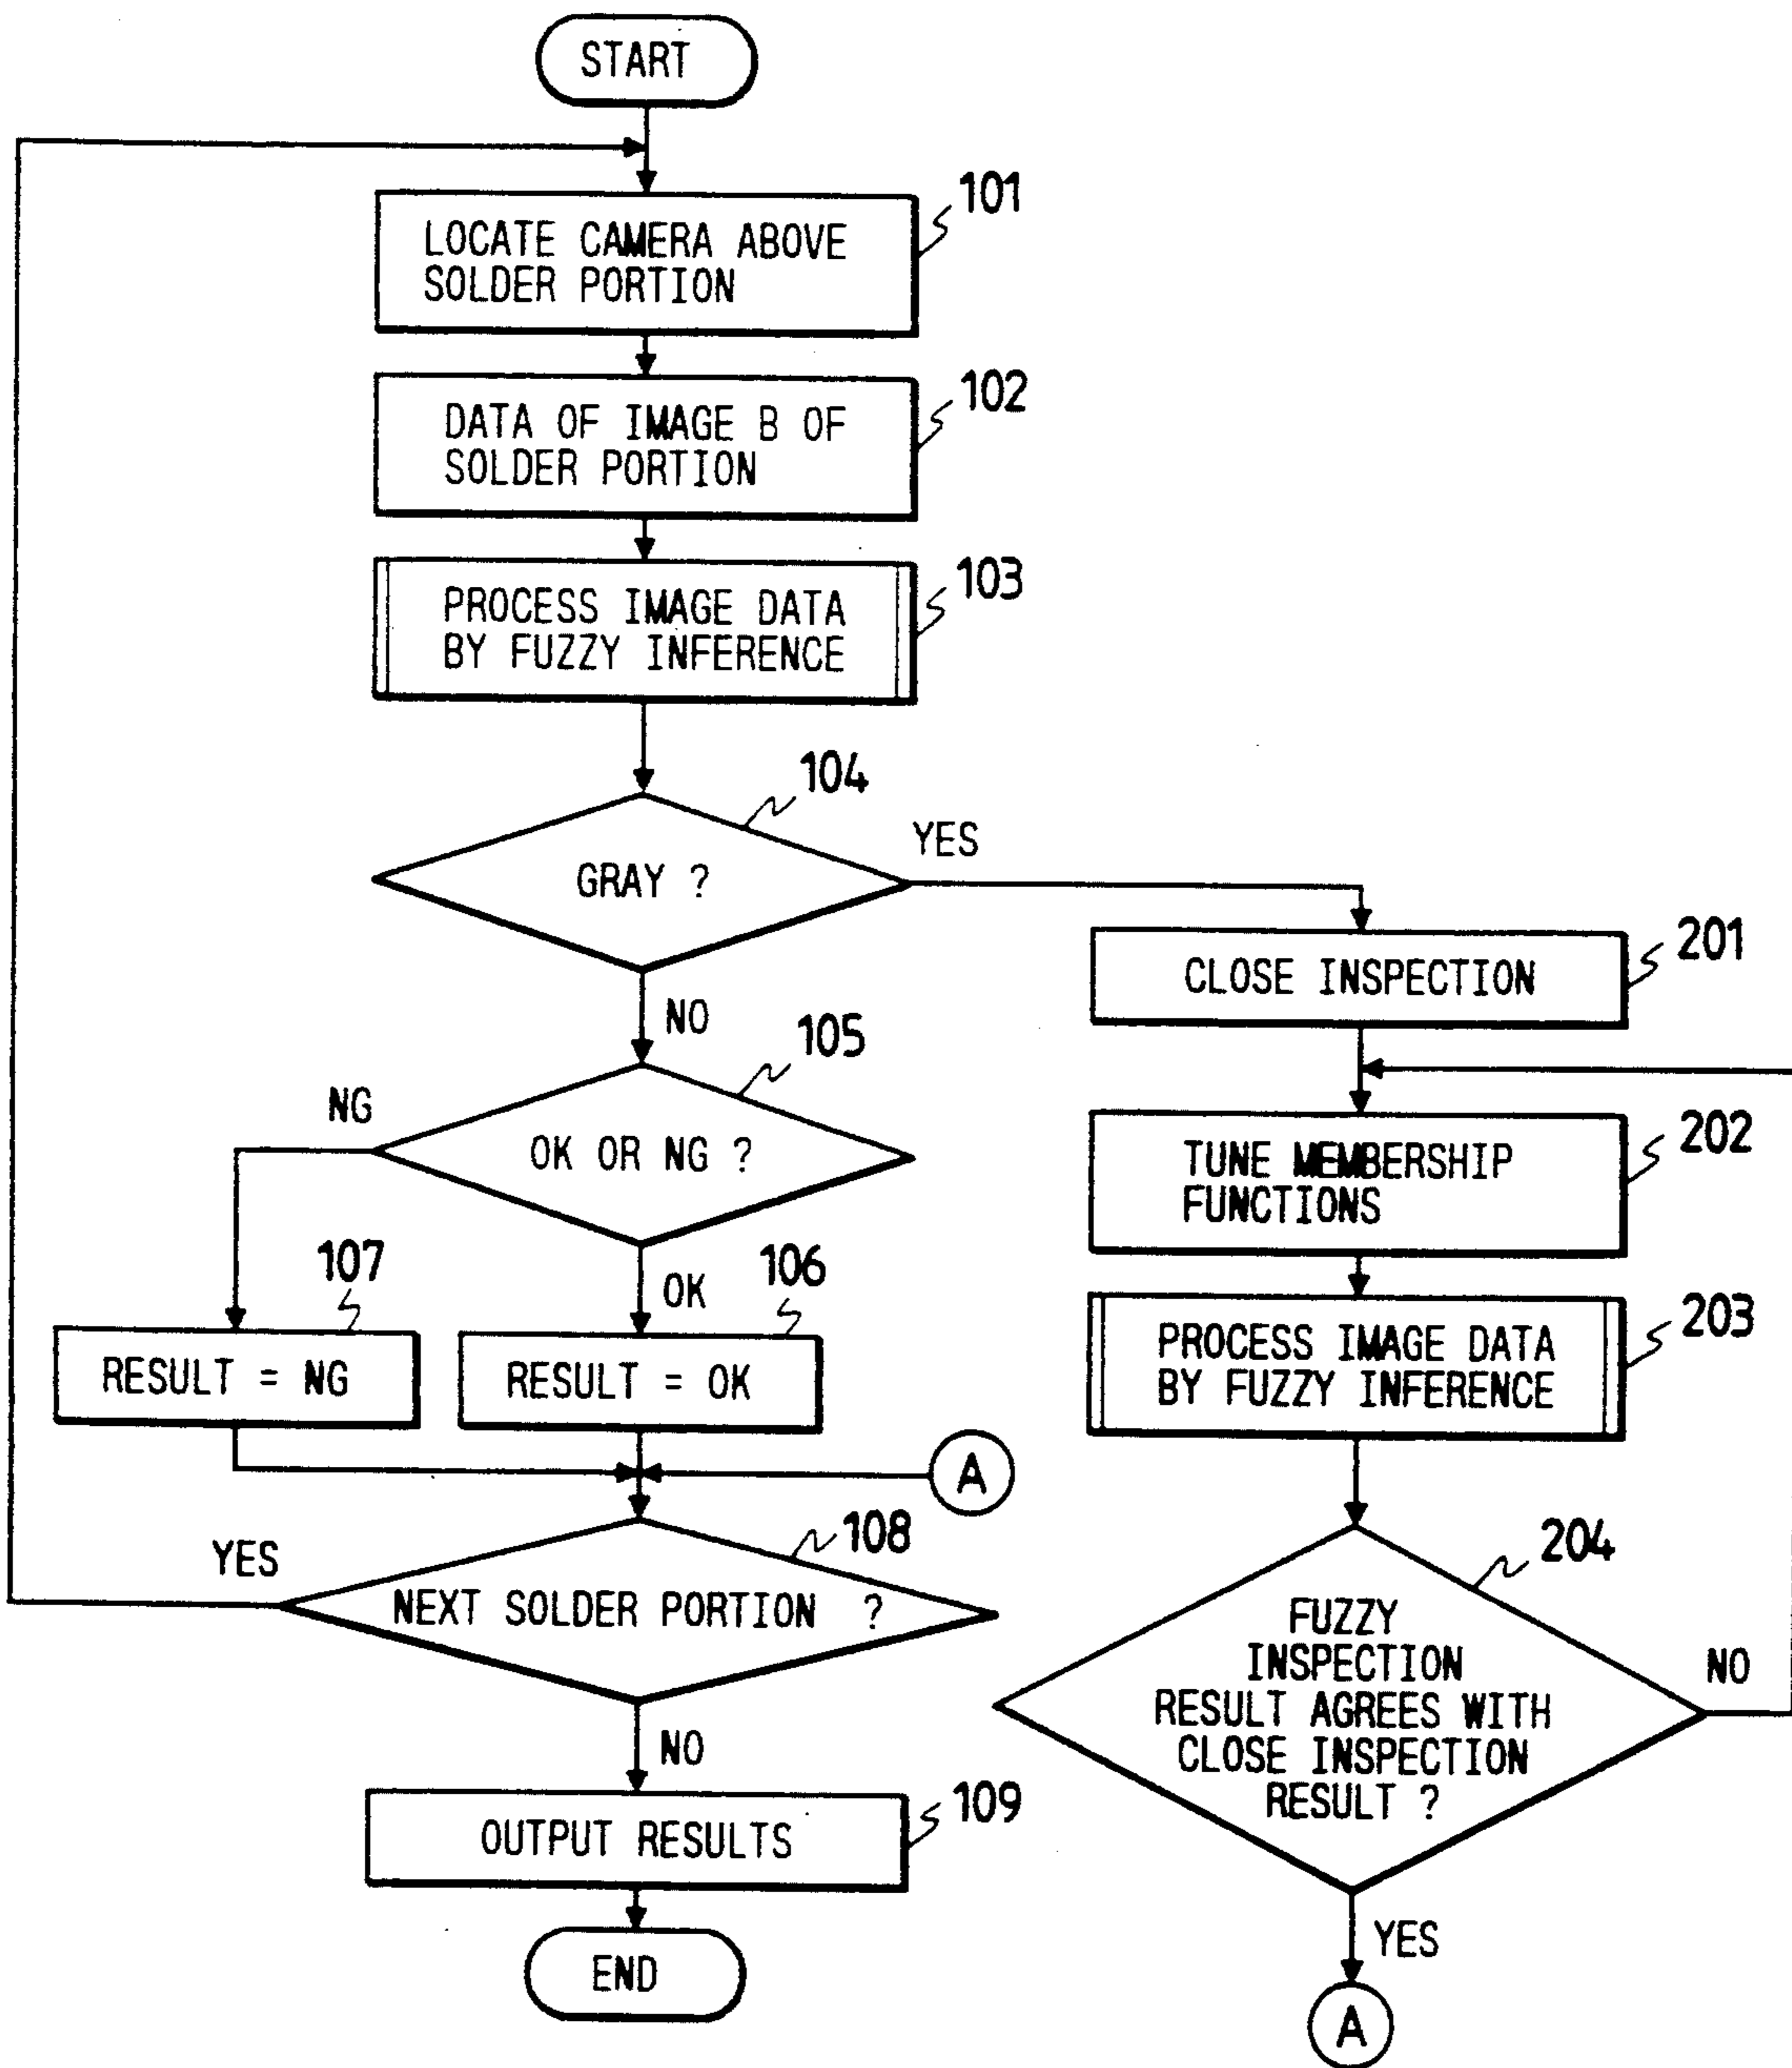 START
101
LOCATE CAMERA ABOVE
SOLDER PORTION
102
DATA OF IMAGE B OF
SOLDER PORTION
103
PROCESS IMAGE DATA
BY FUZZY INFERENCE
104
GRAY ?
YES
NO
105
OK OR NG ?
NG
OK
107
RESULT = NG
106
RESULT = OK
A
108
NEXT SOLDER PORTION ?
YES
NO
109
OUTPUT RESULTS
END
201
CLOSE INSPECTION
202
TUNE MEMBERSHIP
FUNCTIONS
203
PROCESS IMAGE DATA
BY FUZZY INFERENCE
204
FUZZY
INSPECTION
RESULT AGREES WITH
CLOSE INSPECTION
RESULT ?
NO
YES
A